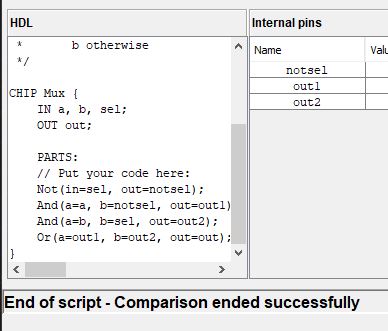 HDL
Internal pins
* b otherwise
*/
CHIP Mux {
IN a, b, sel;
OUT out;
PARTS:
// Put your code here:
Not(in=sel, out=notsel);
And(a=a, b=notsel, out=out1)
And(a=b, b=sel, out=out2);
Or(a=out1, b=out2, out=out);
}
Name
notsel
out1
out2
End of script - Comparison ended successfully